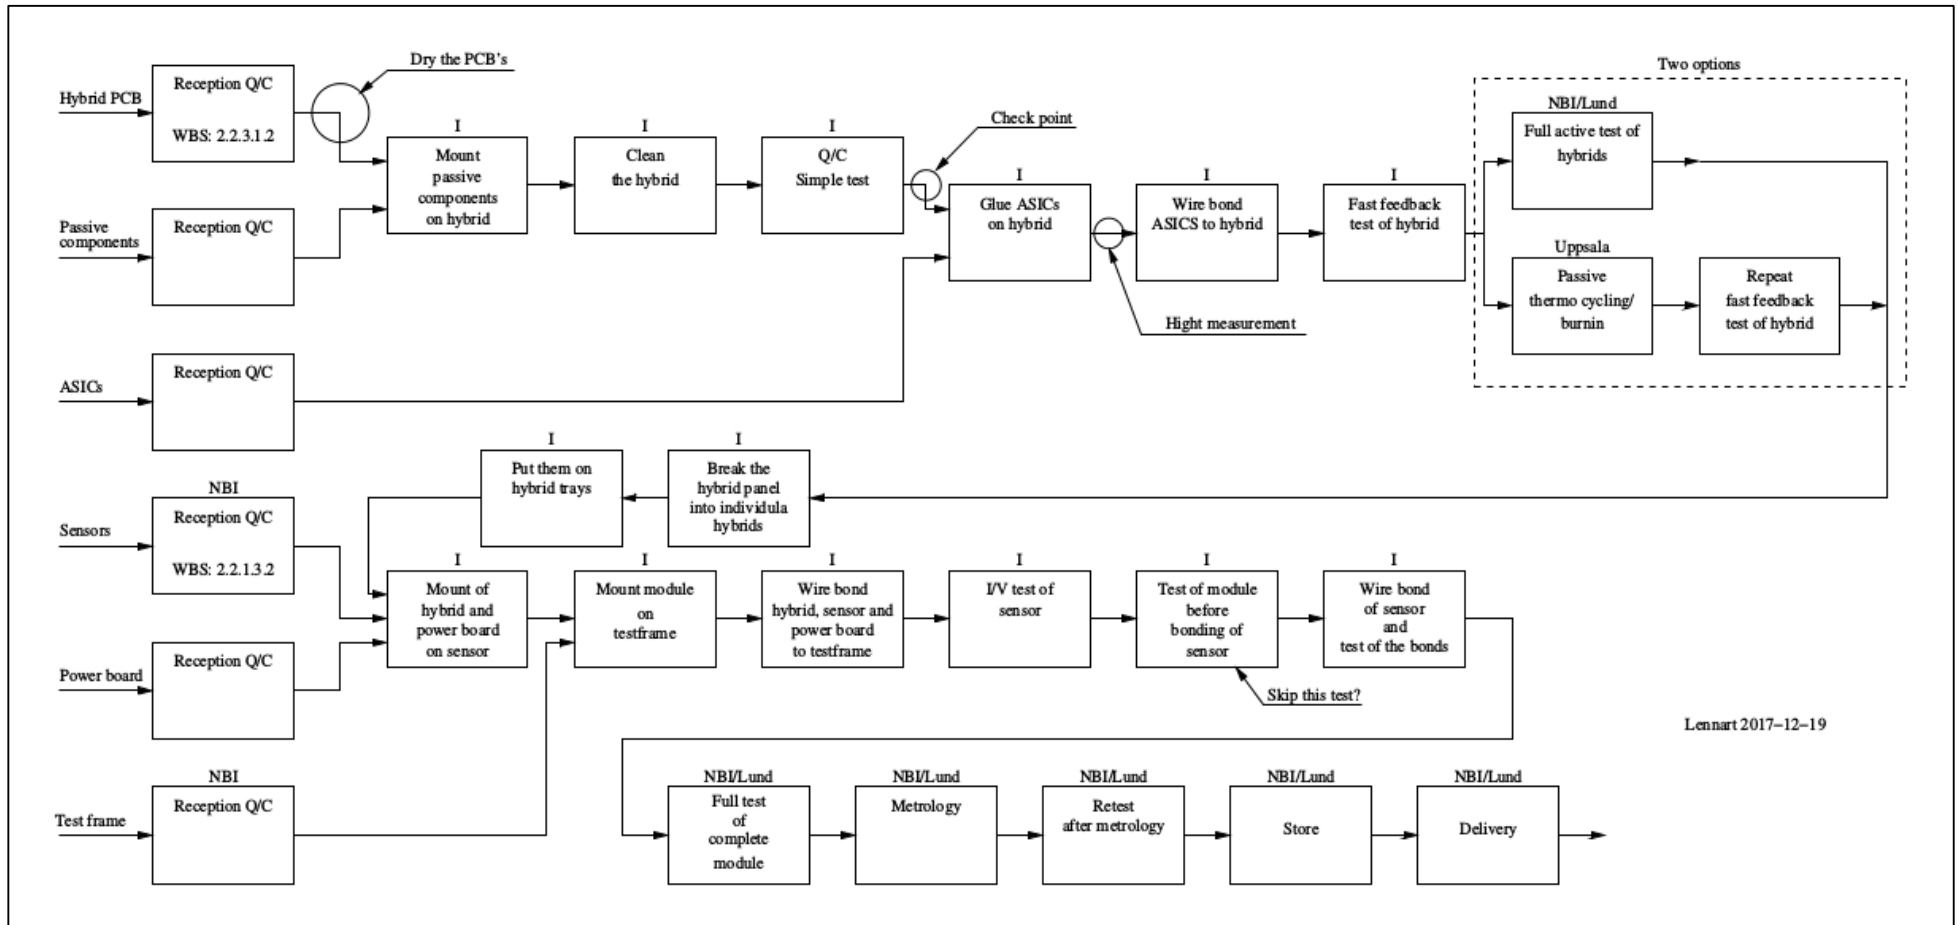 Dry the PCB's
Hybrid PCB
Reception Q/C
WBS: 2.2.3.1.2
Passive
components
Reception Q/C
I
Mount
passive
components
on hybrid
I
Clean
the hybrid
I
Q/C
Simple test
Check point
I
Glue ASICs
on hybrid
Hight measurement
I
Wire bond
ASICS to hybrid
I
Fast feedback
test of hybrid
Two options
NBI/Lund
Full active test of
hybrids
Uppsala
Passive
thermo cycling/
burnin
Repeat
fast feedback
test of hybrid
ASICs
Reception Q/C
I
Put them on
hybrid trays
I
Break the
hybrid panel
into individula
hybrids
Sensors
NBI
Reception Q/C
WBS: 2.2.1.3.2
Power board
Reception Q/C
I
Mount of
hybrid and
power board
on sensor
I
Mount module
on
testframe
I
Wire bond
hybrid, sensor and
power board
to testframe
I
I/V test of
sensor
I
Test of module
before
bonding of
sensor
Skip this test?
I
Wire bond
of sensor
and
test of the bonds
Lennart 2017–12–19
Test frame
NBI
Reception Q/C
NBI/Lund
Full test
of
complete
module
NBI/Lund
Metrology
NBI/Lund
Retest
after metrology
NBI/Lund
Store
NBI/Lund
Delivery